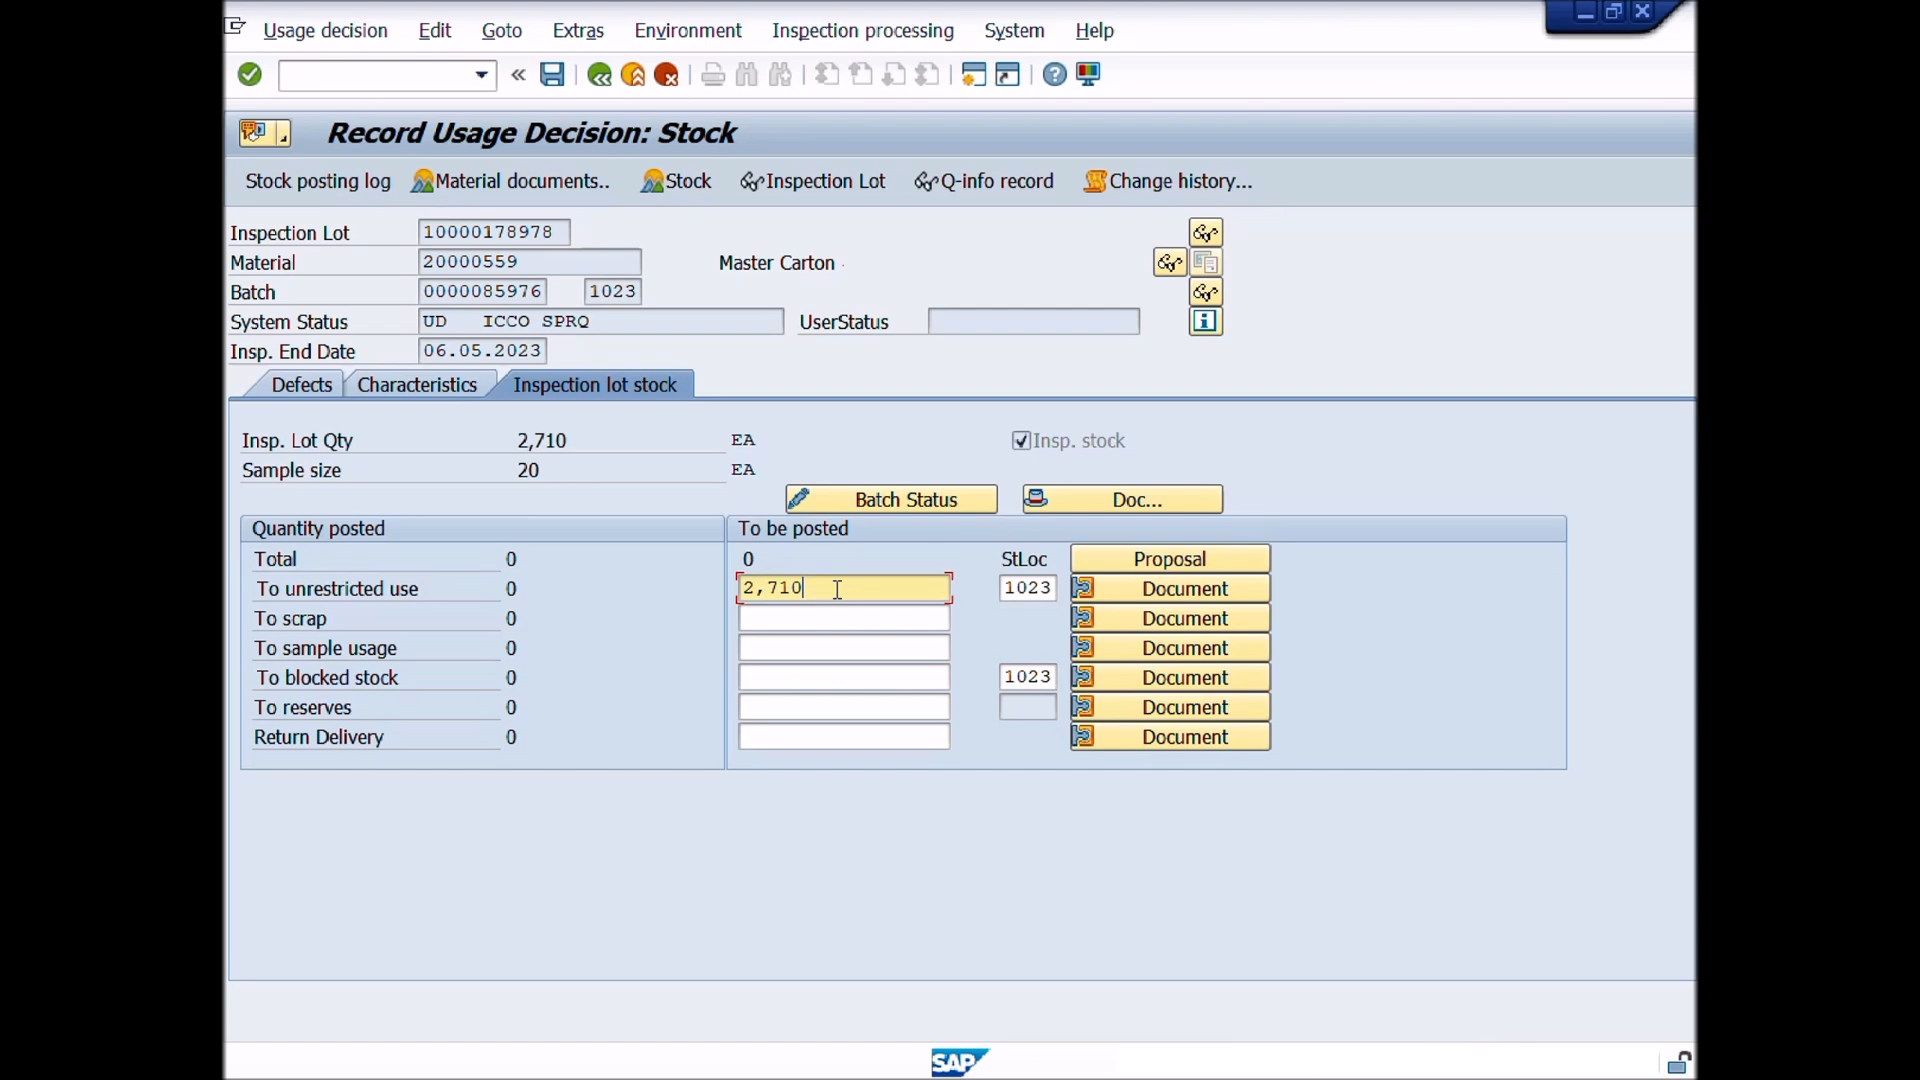 Usage decision Edit Goto Extras Environment Inspection processing System Help
Record Usage Decision: Stock
Stock posting log Material documents.. Stock Inspection Lot Q-info record Change history...
Inspection Lot 10000178978
Material 20000559 Master Carton
Batch 0000085976 1023
System Status UD ICCO SPRQ UserStatus
Insp. End Date 06.05.2023
Defects Characteristics Inspection lot stock
Insp. Lot Qty 2,710 EA Insp. stock
Sample size 20 EA
Batch Status Doc...
Quantity posted To be posted
Total 0 0 StLoc Proposal
To unrestricted use 0 2,710 1023 Document
To scrap 0 Document
To sample usage 0 Document
To blocked stock 0 1023 Document
To reserves 0 Document
Return Delivery 0 Document
SAP